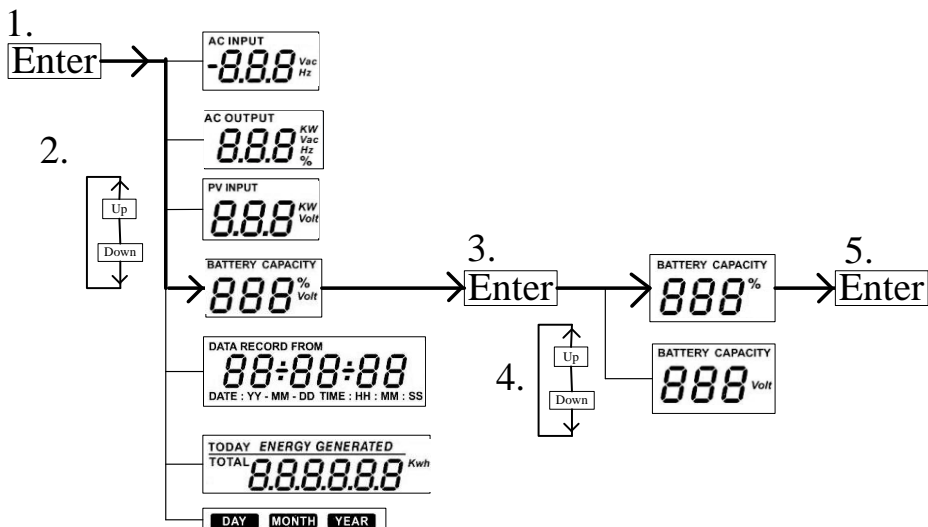 1.
Enter
AC INPUT
-8.8.8 Vac
Hz
AC OUTPUT
8.8.8 KW
Vac
Hz
%
2.
Up
Down
PV INPUT
8.8.8 KW
Volt
BATTERY CAPACITY
888 %
Volt
3.
Enter
BATTERY CAPACITY
888 %
5.
Enter
4.
Up
Down
BATTERY CAPACITY
888 Volt
DATA RECORD FROM
88:88:88
DATE : YY - MM - DD TIME : HH : MM : SS
TODAY ENERGY GENERATED
TOTAL 8.8.8.8.8.8 Kwh
DAY MONTH YEAR